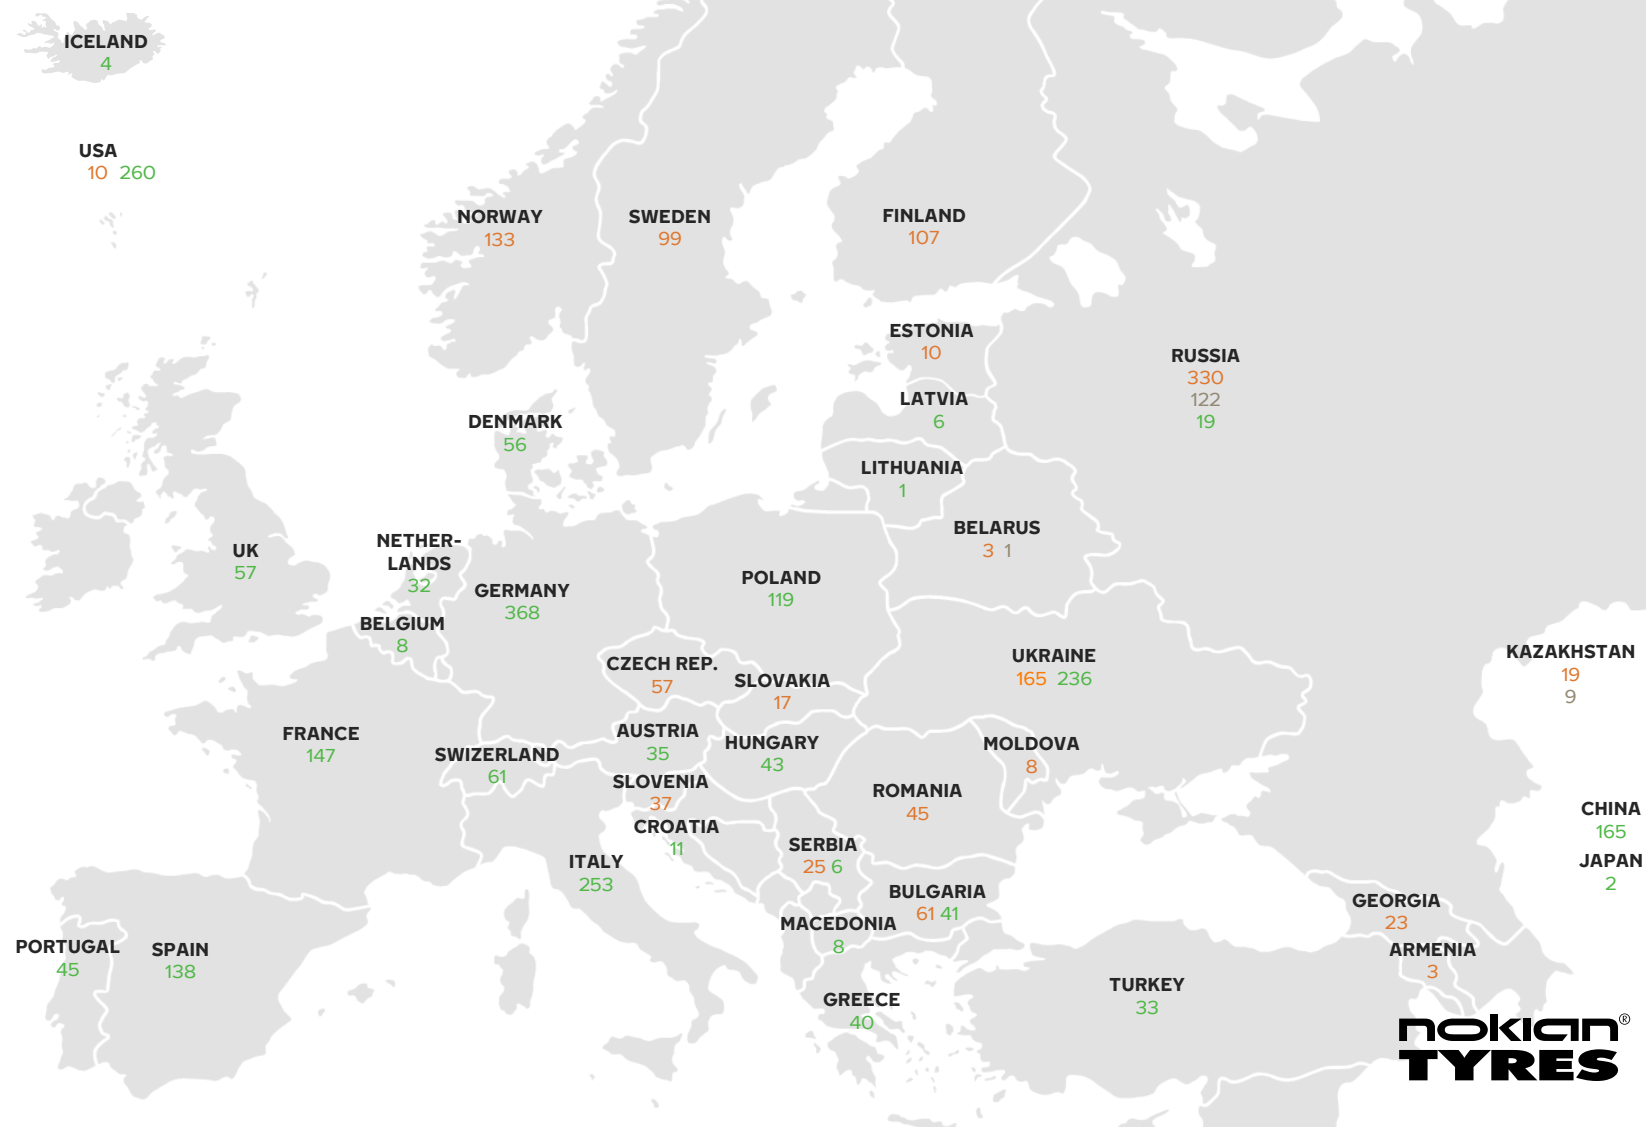 ICELAND
4
USA
10 260
NORWAY
133
SWEDEN
99
FINLAND
107
ESTONIA
10
RUSSIA
330
122
19
LATVIA
6
DENMARK
56
LITHUANIA
1
BELARUS
3 1
NETHER-
LANDS
32
UK
57
GERMANY
368
POLAND
119
BELGIUM
8
UKRAINE
165 236
KAZAKHSTAN
19
9
CZECH REP.
57
SLOVAKIA
17
FRANCE
147
AUSTRIA
35
HUNGARY
43
MOLDOVA
8
SWIZERLAND
61
SLOVENIA
37
ROMANIA
45
CHINA
165
CROATIA
11
SERBIA
25 6
ITALY
253
JAPAN
2
BULGARIA
61 41
GEORGIA
23
MACEDONIA
8
PORTUGAL
45
SPAIN
138
ARMENIA
3
TURKEY
33
GREECE
40
nokian®
TYRES